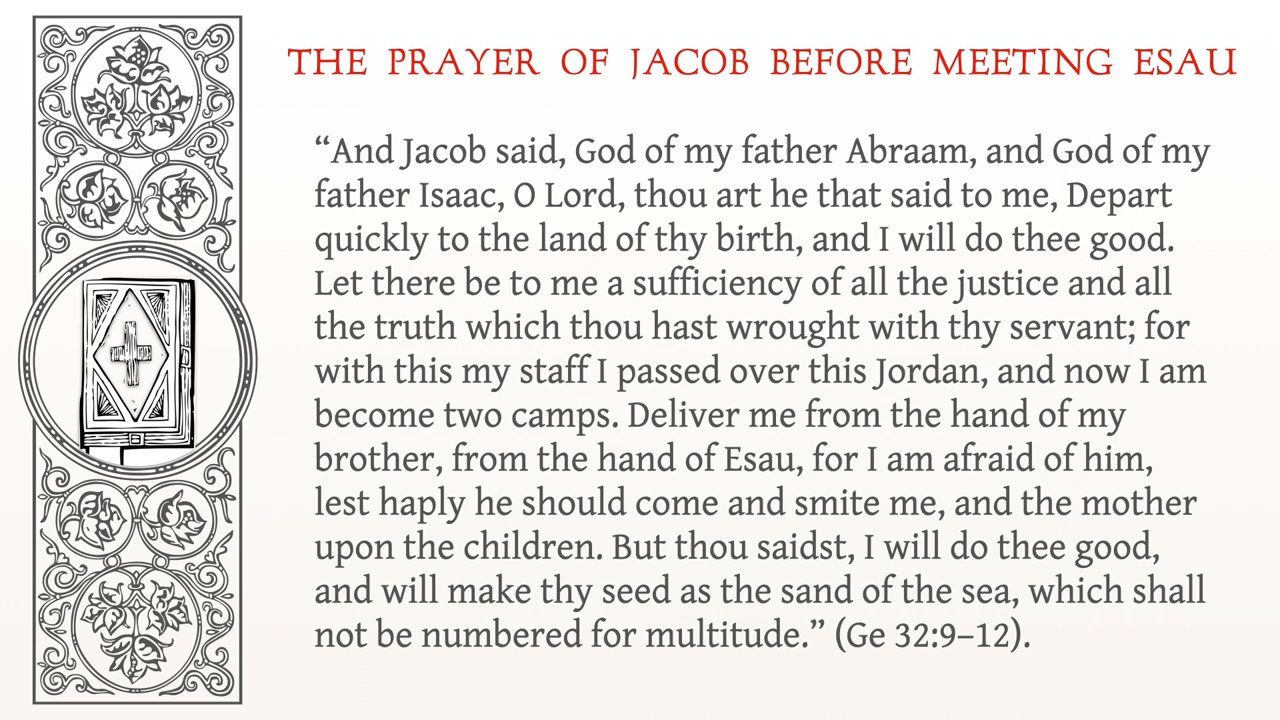 THE PRAYER OF JACOB BEFORE MEETING ESAU
“And Jacob said, God of my father Abraam, and God of my
father Isaac, O Lord, thou art he that said to me, Depart
quickly to the land of thy birth, and I will do thee good.
Let there be to me a sufficiency of all the justice and all
the truth which thou hast wrought with thy servant; for
with this my staff I passed over this Jordan, and now I am
become two camps. Deliver me from the hand of my
brother, from the hand of Esau, for I am afraid of him,
lest haply he should come and smite me, and the mother
upon the children. But thou saidst, I will do thee good,
and will make thy seed as the sand of the sea, which shall
not be numbered for multitude.” (Ge 32:9–12).